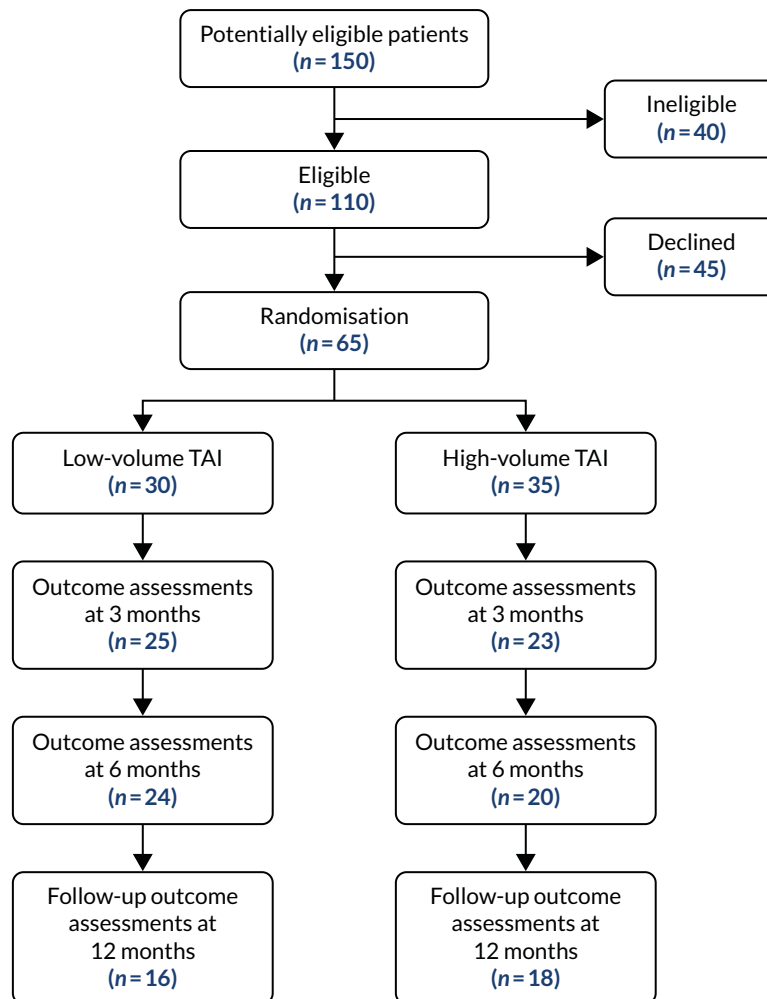 Potentially eligible patients
(n=150)
Ineligible
(n=40)
Eligible
(n=110)
Declined
(n=45)
Randomisation
(n=65)
Low-volume TAI
(n=30)
High-volume TAI
(n=35)
Outcome assessments
at 3 months
(n=25)
Outcome assessments
at 3 months
(n=23)
Outcome assessments
at 6 months
(n=24)
Outcome assessments
at 6 months
(n=20)
Follow-up outcome
assessments at
12 months
(n=16)
Follow-up outcome
assessments at
12 months
(n=18)